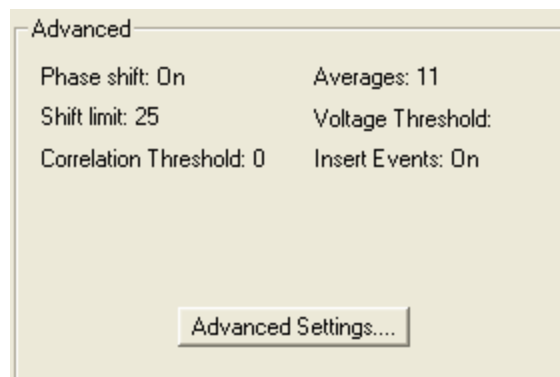 Advanced
Phase shift: On
Averages: 11
Shift limit: 25
Voltage Threshold:
Correlation Threshold: 0
Insert Events: On
Advanced Settings....